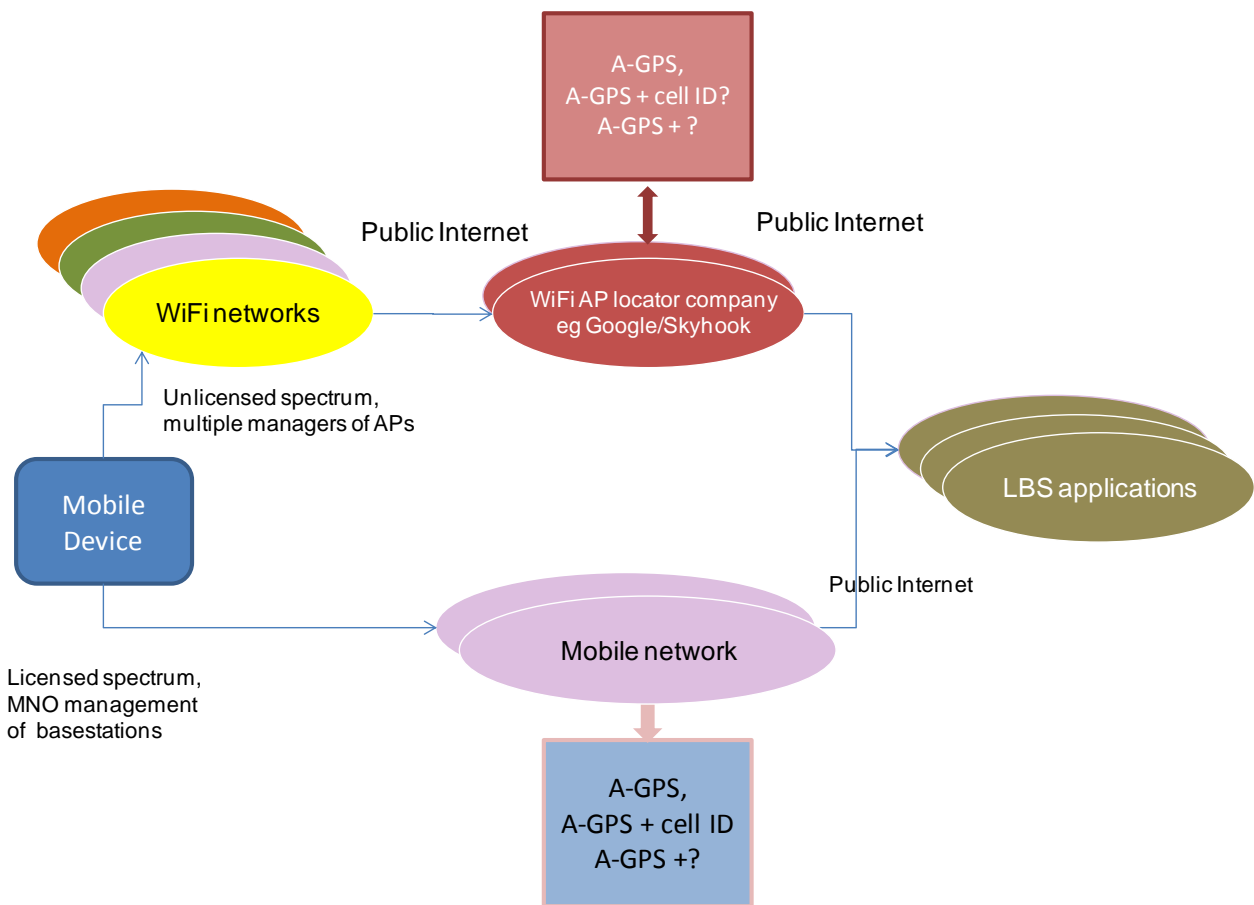 A-GPS,
A-GPS + cell ID?
A-GPS + ?
Public Internet
Public Internet
WiFi networks
WiFi AP locator company
eg Google/Skyhook
Unlicensed spectrum,
multiple managers of APs
LBS applications
Mobile
Device
Public Internet
Mobile network
Licensed spectrum,
MNO management
of basestations
A-GPS,
A-GPS + cell ID
A-GPS +?